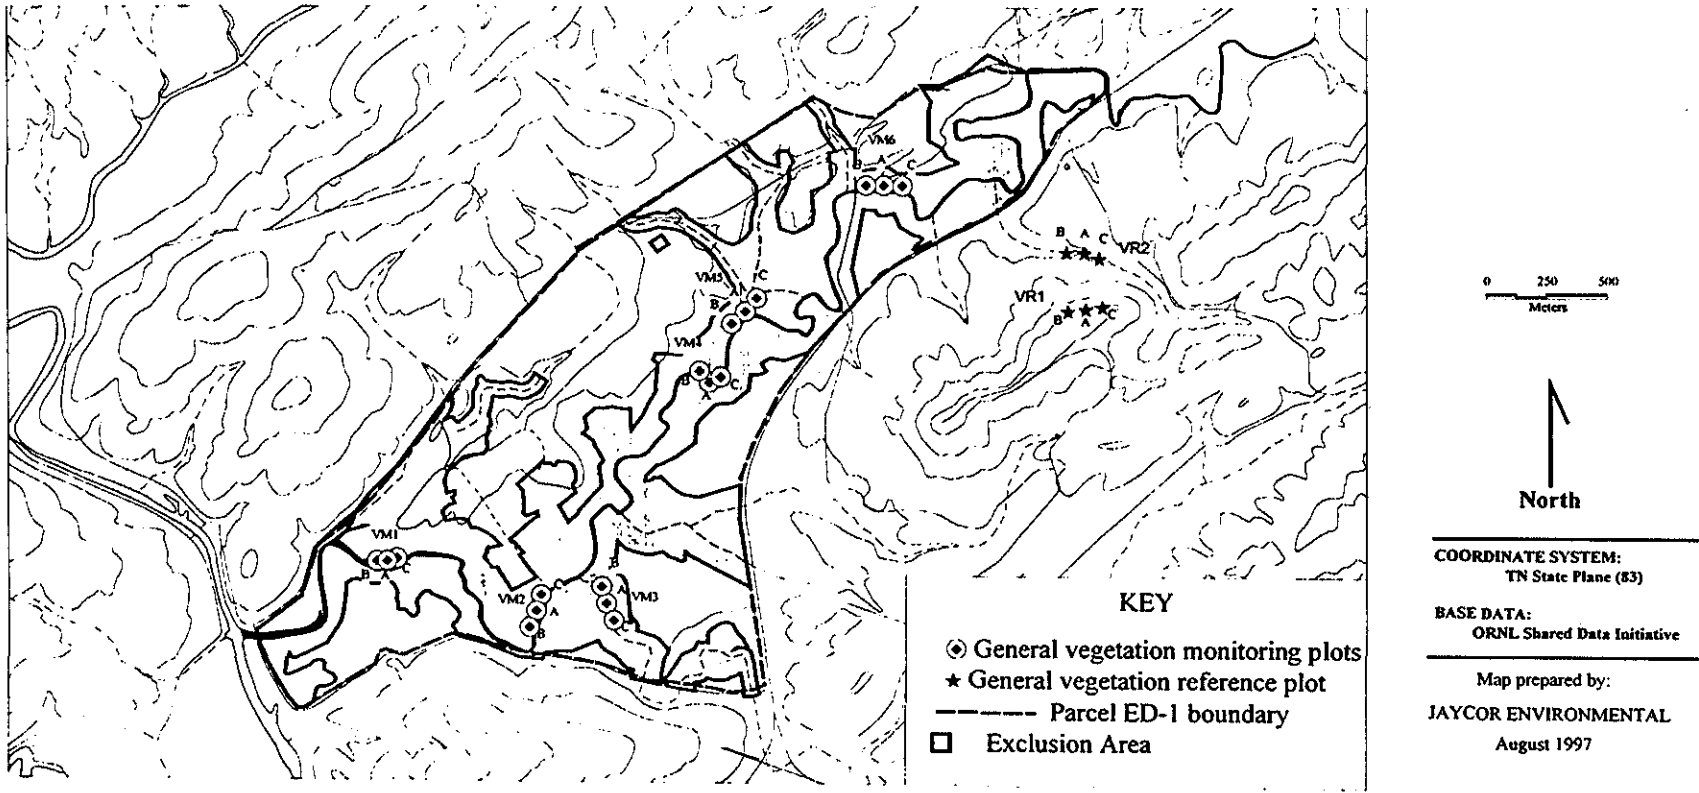 VM6
A
B
C
B
A
C
VR2
VM5
C
A
B
VR1
B
A
C
VM4
B
A
C
VM1
B
A
C
VM2
C
A
B
B
A
VM3
C
0 250 500
Meters
North
COORDINATE SYSTEM:
TN State Plane (83)
BASE DATA:
ORNL Shared Data Initiative
Map prepared by:
JAYCOR ENVIRONMENTAL
August 1997
KEY
General vegetation monitoring plots
General vegetation reference plot
Parcel ED-1 boundary
Exclusion Area